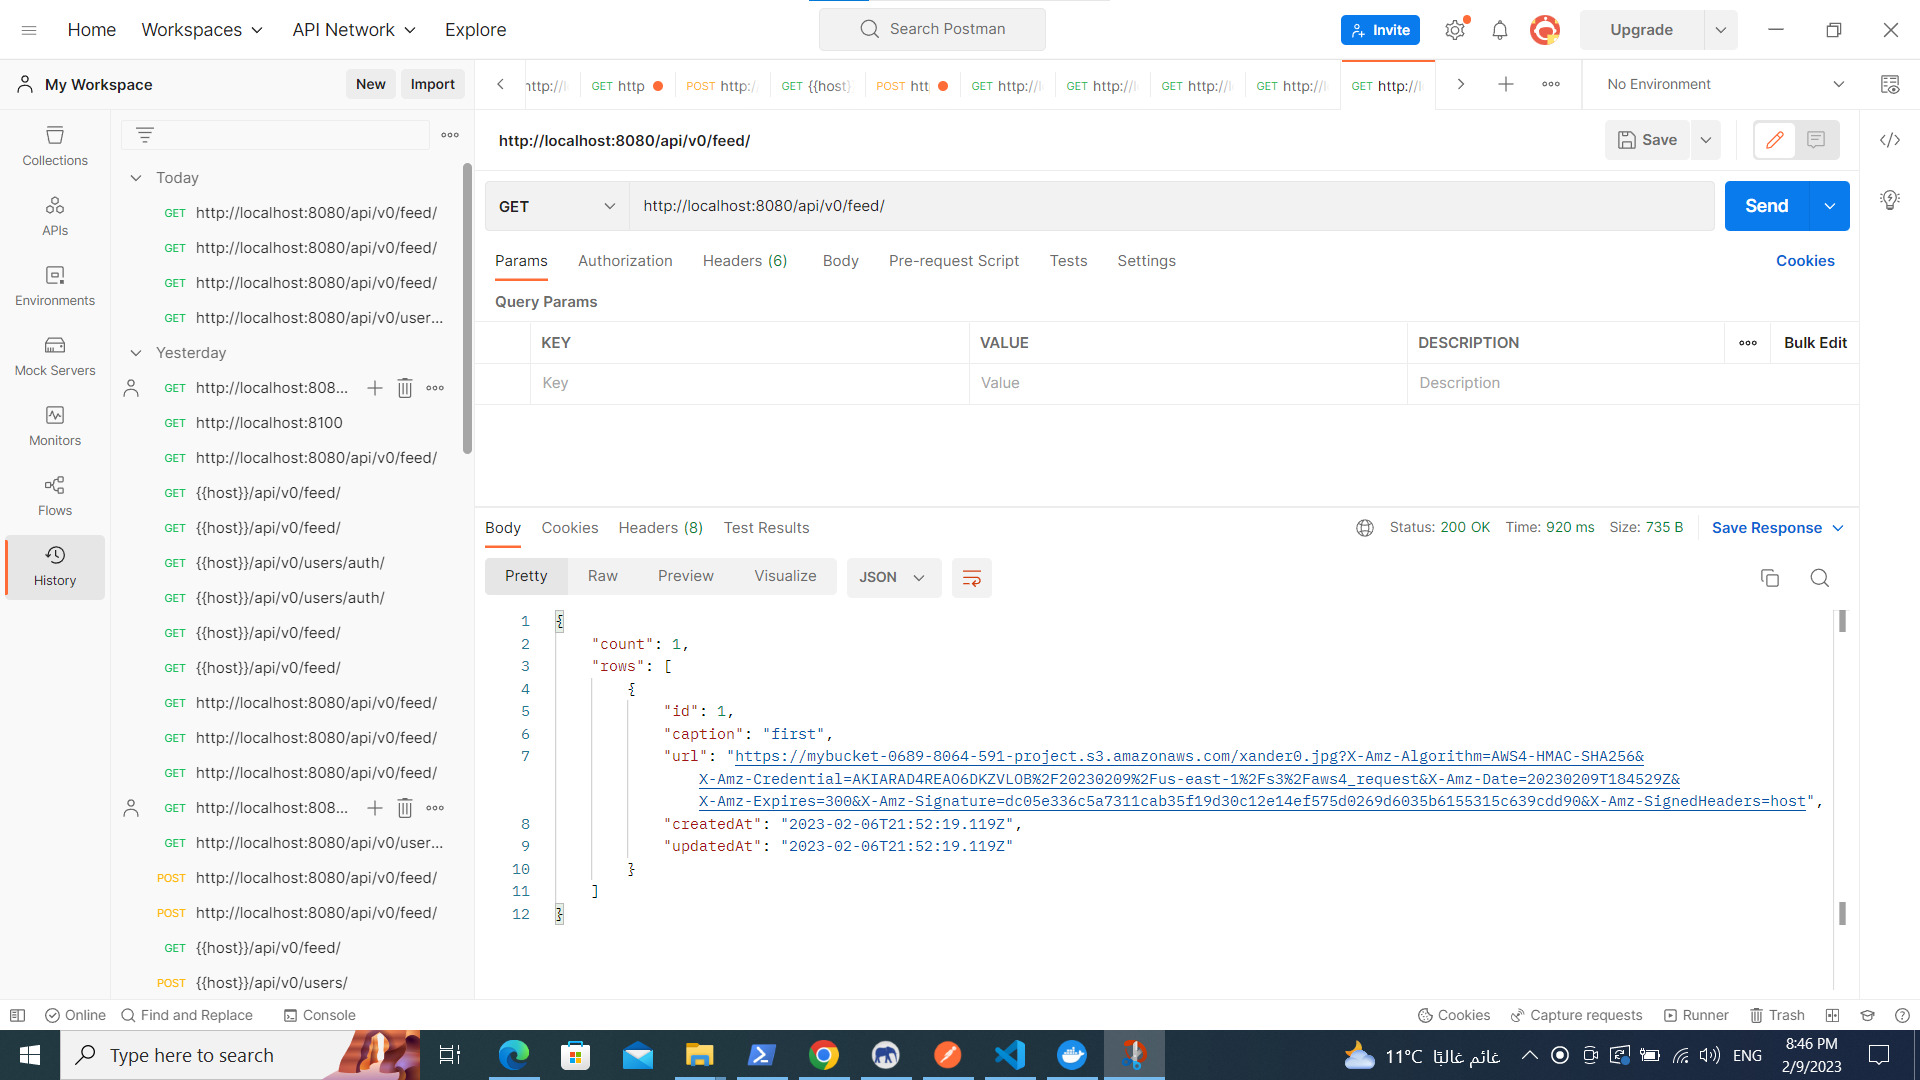 Home Workspaces API Network Explore Search Postman Invite Upgrade
My Workspace New Import http://l GET http POST http:/ GET {{host} POST htt GET http://l GET http://l GET http://l GET http://l GET http://l No Environment
http://localhost:8080/api/v0/feed/ Save
GET http://localhost:8080/api/v0/feed/ Send
Params Authorization Headers (6) Body Pre-request Script Tests Settings Cookies
Query Params
KEY VALUE DESCRIPTION Bulk Edit
Key Value Description
Collections
APIs
Environments
Mock Servers
Monitors
Flows
History
Today
GET http://localhost:8080/api/v0/feed/
GET http://localhost:8080/api/v0/feed/
GET http://localhost:8080/api/v0/feed/
GET http://localhost:8080/api/v0/user...
Yesterday
GET http://localhost:808...
GET http://localhost:8100
GET http://localhost:8080/api/v0/feed/
GET {{host}}/api/v0/feed/
GET {{host}}/api/v0/feed/
GET {{host}}/api/v0/users/auth/
GET {{host}}/api/v0/users/auth/
GET {{host}}/api/v0/feed/
GET {{host}}/api/v0/feed/
GET http://localhost:8080/api/v0/feed/
GET http://localhost:8080/api/v0/feed/
GET http://localhost:8080/api/v0/feed/
GET http://localhost:808...
GET http://localhost:8080/api/v0/user...
POST http://localhost:8080/api/v0/feed/
POST http://localhost:8080/api/v0/feed/
GET {{host}}/api/v0/feed/
POST {{host}}/api/v0/users/
Body Cookies Headers (8) Test Results Status: 200 OK Time: 920 ms Size: 735 B Save Response
Pretty Raw Preview Visualize JSON
1 {
2 "count": 1,
3 "rows": [
4 {
5 "id": 1,
6 "caption": "first",
7 "url": "https://mybucket-0689-8064-591-project.s3.amazonaws.com/xander0.jpg?X-Amz-Algorithm=AWS4-HMAC-SHA256&
X-Amz-Credential=AKIARAD4REAO6DKZVLOB%2F20230209%2Fus-east-1%2Fs3%2Faws4_request&X-Amz-Date=20230209T184529Z&
X-Amz-Expires=300&X-Amz-Signature=dc05e336c5a7311cab35f19d30c12e14ef575d0269d6035b6155315c639cdd90&X-Amz-SignedHeaders=host",
8 "createdAt": "2023-02-06T21:52:19.119Z",
9 "updatedAt": "2023-02-06T21:52:19.119Z"
10 }
11 ]
12 }
Online Find and Replace Console Cookies Capture requests Runner Trash
Type here to search 11°C غائم غالبًا ENG 8:46 PM
2/9/2023